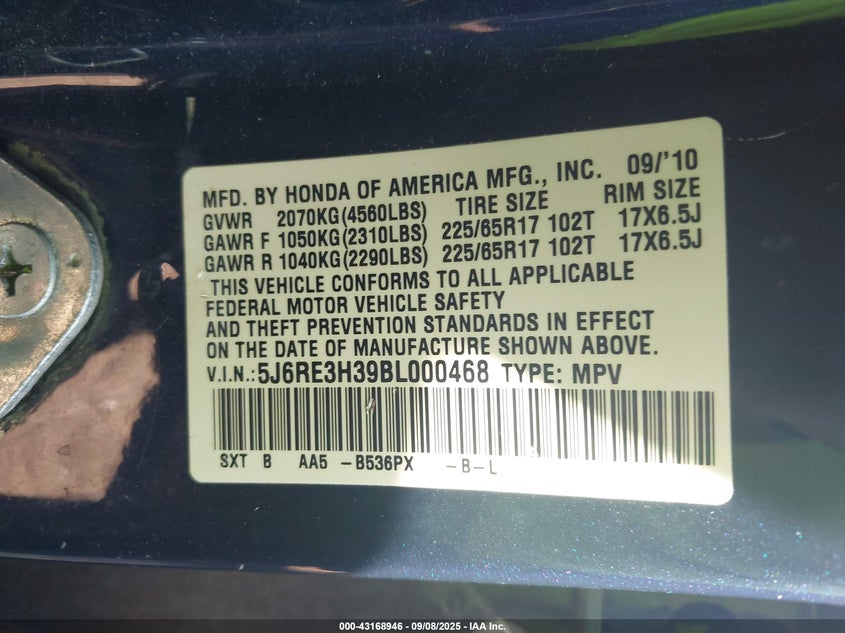 MFD. BY HONDA OF AMERICA MFG., INC. 09/'10
GVWR 2070KG(4560LBS) TIRE SIZE RIM SIZE
GAWR F 1050KG(2310LBS) 225/65R17 102T 17X6.5J
GAWR R 1040KG(2290LBS) 225/65R17 102T 17X6.5J
THIS VEHICLE CONFORMS TO ALL APPLICABLE
FEDERAL MOTOR VEHICLE SAFETY
AND THEFT PREVENTION STANDARDS IN EFFECT
ON THE DATE OF MANUFACTURE SHOWN ABOVE.
V.I.N.:5J6RE3H39BL000468 TYPE: MPV
SXT B AA5 -B536PX -B-L
000-43168946 - 09/08/2025 - IAA Inc.